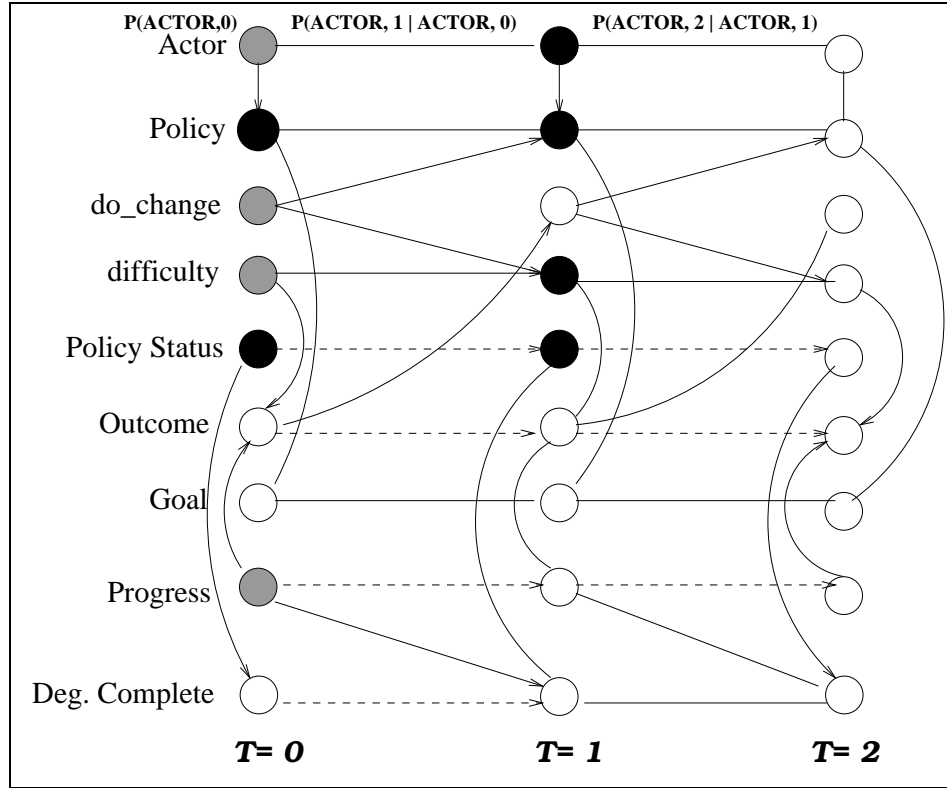 P(ACTOR,0) P(ACTOR, 1 | ACTOR, 0) P(ACTOR, 2 | ACTOR, 1)
Actor
Policy
do_change
difficulty
Policy Status
Outcome
Goal
Progress
Deg. Complete
T= 0 T= 1 T= 2